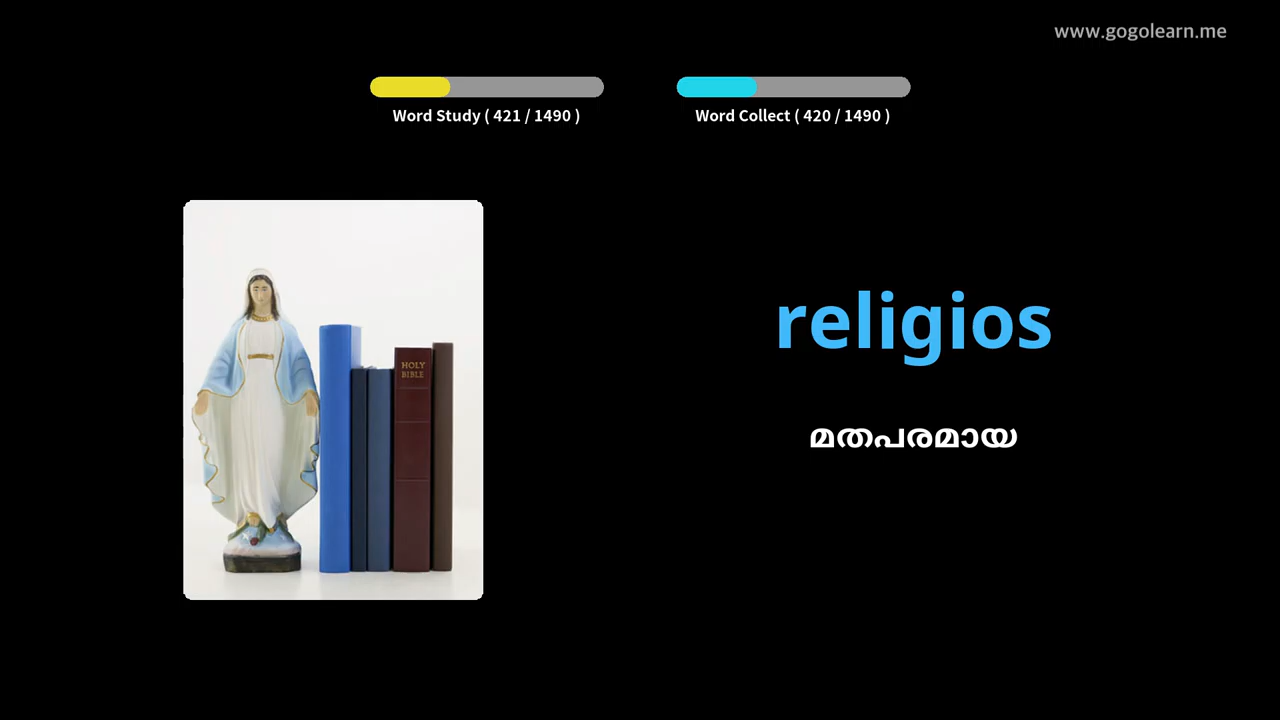 www.gogolearn.me
Word Study ( 421 / 1490 )
Word Collect ( 420 / 1490 )
HOLY
BIBLE
religios
മതപരമായ